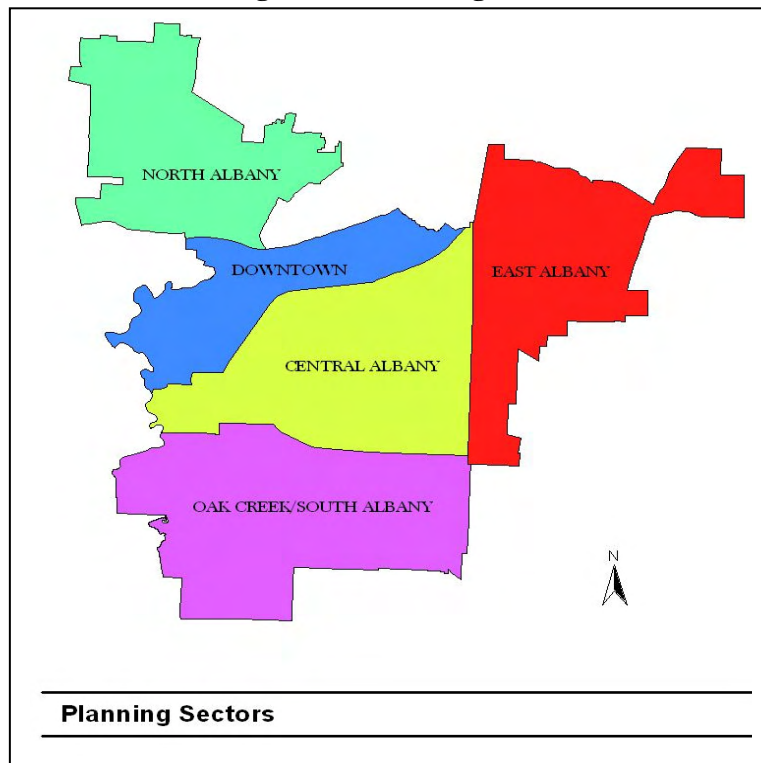 NORTH ALBANY
DOWNTOWN
EAST ALBANY
CENTRAL ALBANY
OAK CREEK/SOUTH ALBANY
N
Planning Sectors